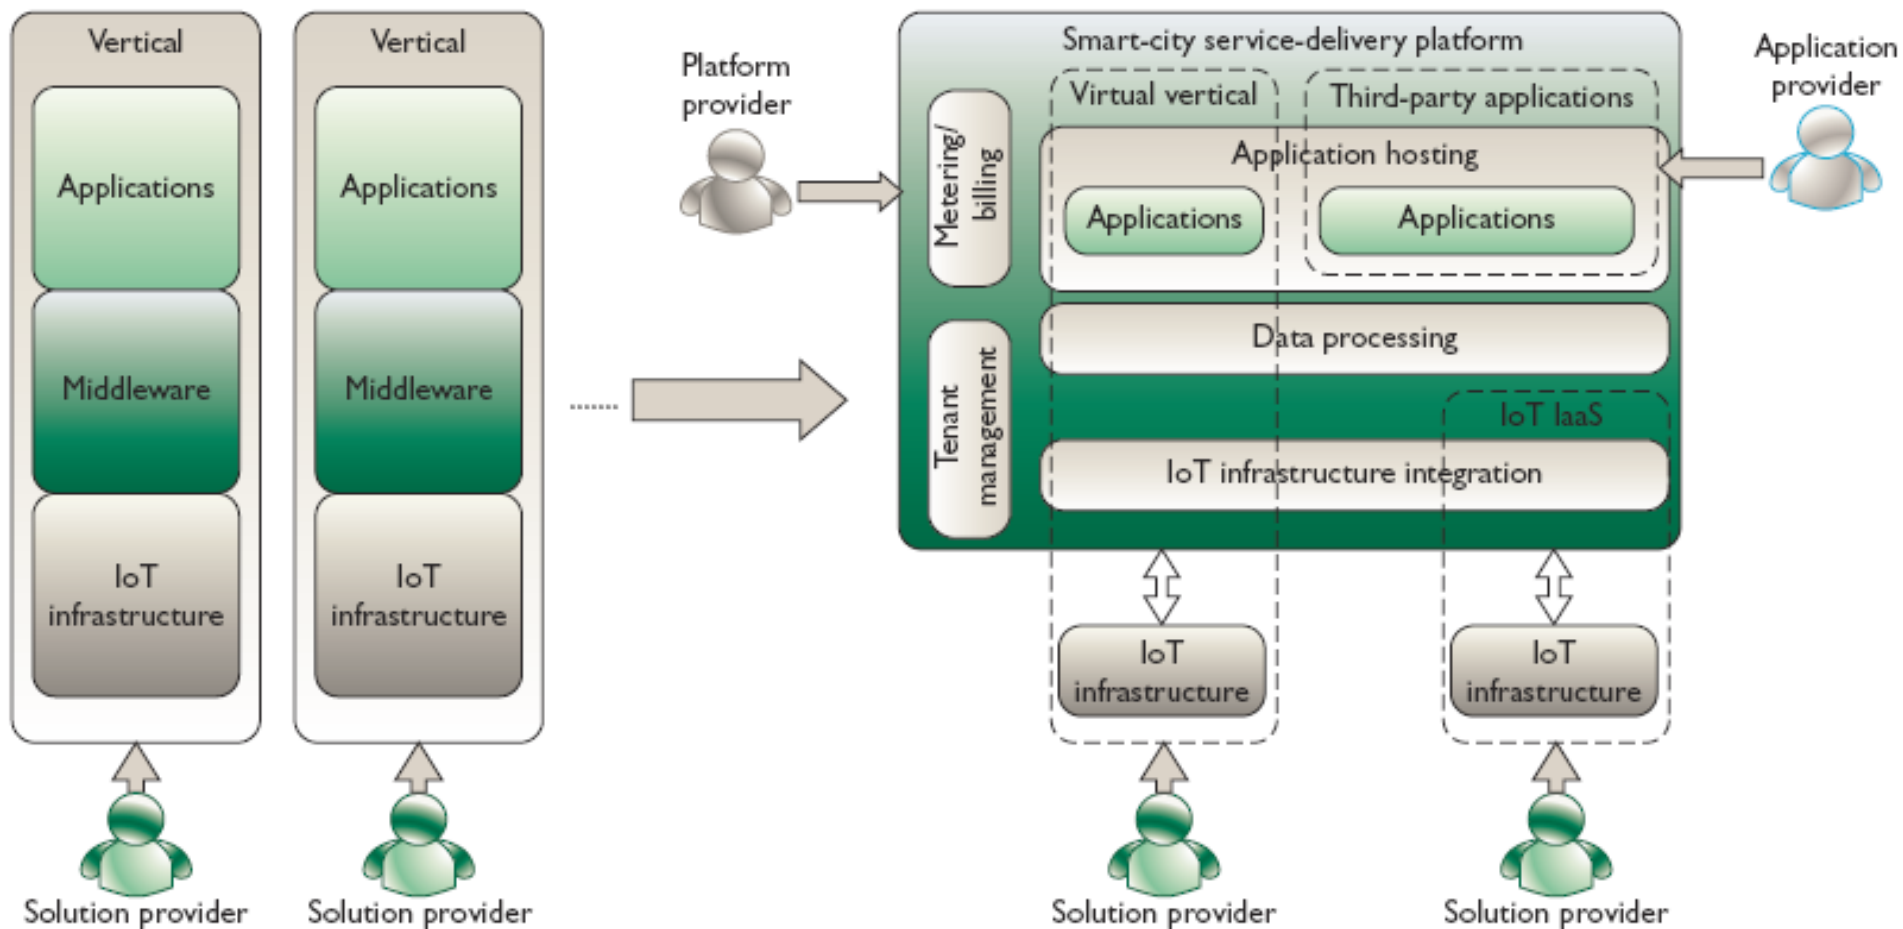 Vertical
Applications
Middleware
IoT
infrastructure
Solution provider
Vertical
Applications
Middleware
IoT
infrastructure
Solution provider
.......
Platform
provider
Smart-city service-delivery platform
Metering/
billing
Tenant
management
Virtual vertical
Third-party applications
Application hosting
Applications
Applications
Data processing
IoT IaaS
IoT infrastructure integration
Application
provider
IoT
infrastructure
Solution provider
IoT
infrastructure
Solution provider